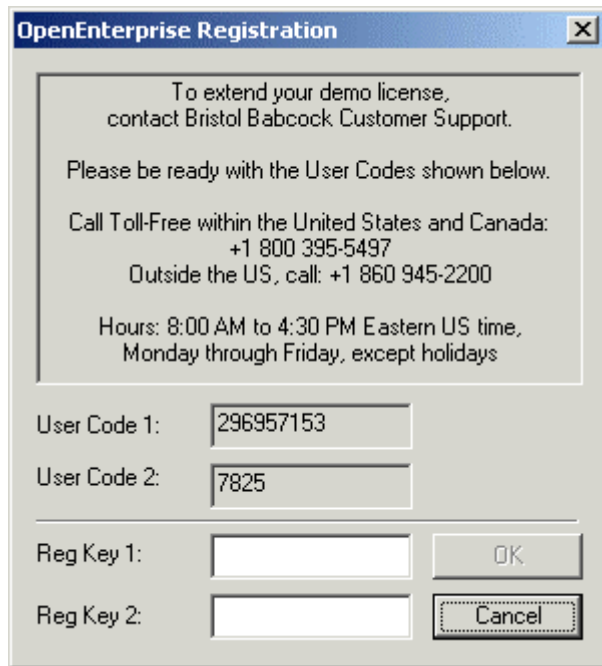 OpenEnterprise Registration
To extend your demo license,
contact Bristol Babcock Customer Support.
Please be ready with the User Codes shown below.
Call Toll-Free within the United States and Canada:
+1 800 395-5497
Outside the US, call: +1 860 945-2200
Hours: 8:00 AM to 4:30 PM Eastern US time,
Monday through Friday, except holidays
User Code 1: 296957153
User Code 2: 7825
Reg Key 1: OK
Reg Key 2: Cancel